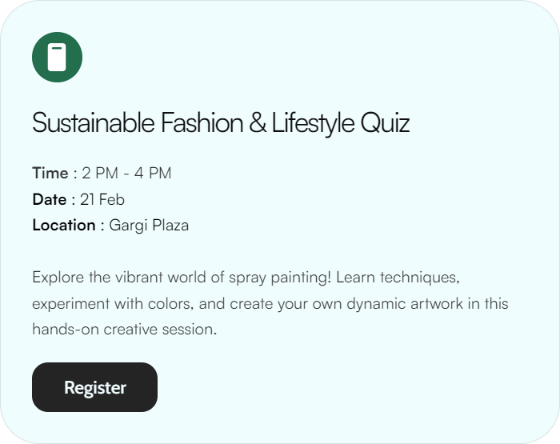 Sustainable Fashion & Lifestyle Quiz
Time : 2 PM - 4 PM
Date : 21 Feb
Location : Gargi Plaza
Explore the vibrant world of spray painting! Learn techniques,
experiment with colors, and create your own dynamic artwork in this
hands-on creative session.
Register